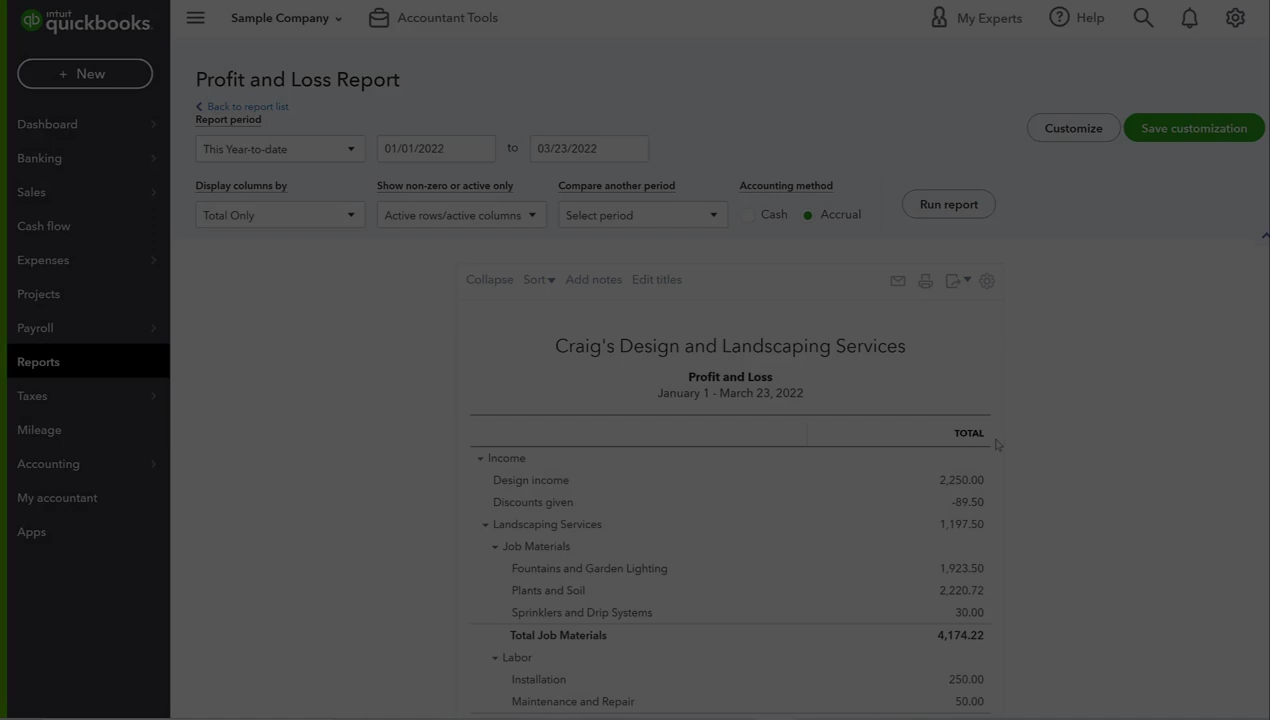 intuit
qb quickbooks.
Sample Company
Accountant Tools
My Experts
Help
+ New
Dashboard
Banking
Sales
Cash flow
Expenses
Projects
Payroll
Reports
Taxes
Mileage
Accounting
My accountant
Apps
Profit and Loss Report
Back to report list
Report period
This Year-to-date
01/01/2022
to
03/23/2022
Customize
Save customization
Display columns by
Show non-zero or active only
Compare another period
Accounting method
Total Only
Active rows/active columns
Select period
Cash
Accrual
Run report
Collapse Sort Add notes Edit titles
Craig's Design and Landscaping Services
Profit and Loss
January 1 - March 23, 2022
TOTAL
Income
Design income 2,250.00
Discounts given -89.50
Landscaping Services 1,197.50
Job Materials
Fountains and Garden Lighting 1,923.50
Plants and Soil 2,220.72
Sprinklers and Drip Systems 30.00
Total Job Materials 4,174.22
Labor
Installation 250.00
Maintenance and Repair 50.00